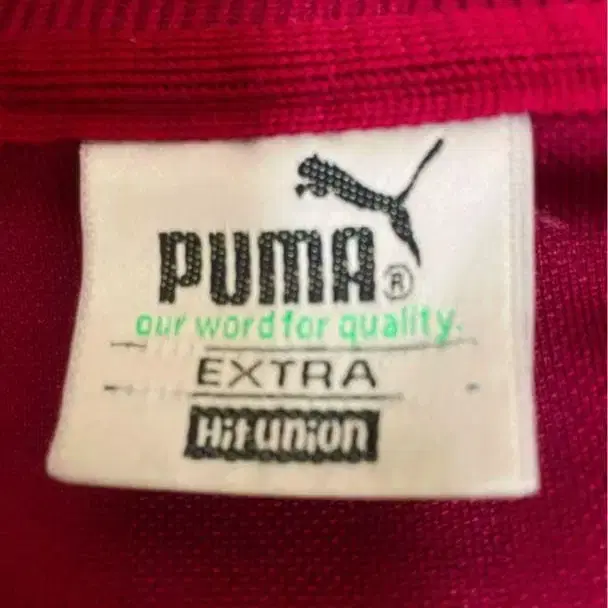 PUMA®
our word for quality.
EXTRA
Hit union